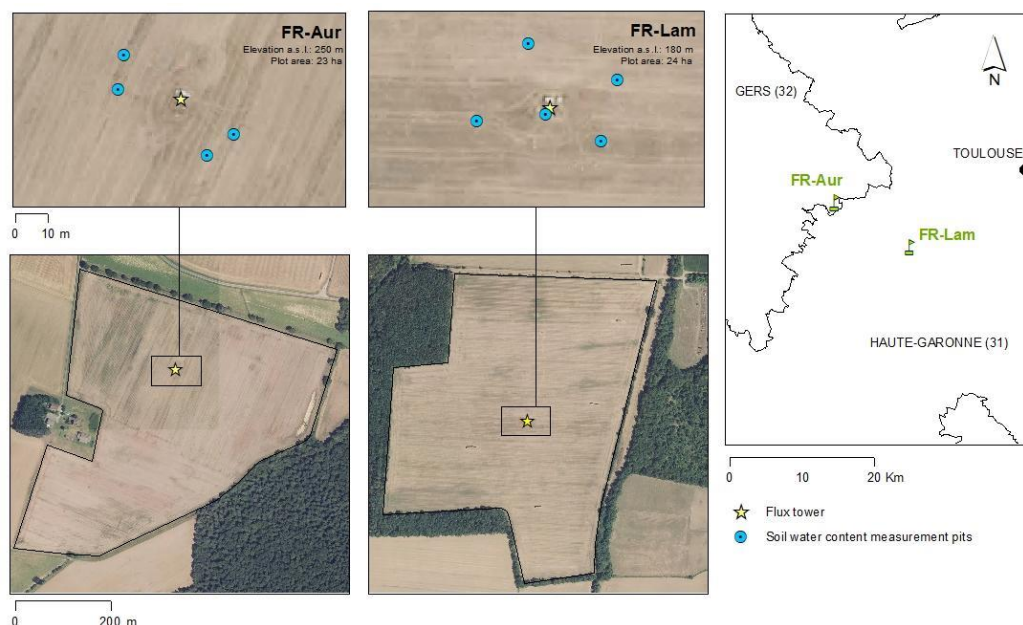 FR-Aur
Elevation a.s.l.: 250 m
Plot area: 23 ha
FR-Lam
Elevation a.s.l.: 180 m
Plot area: 24 ha
0 10 m
0 200 m
N
GERS (32)
TOULOUSE
FR-Aur
FR-Lam
HAUTE-GARONNE (31)
0 10 20 Km
Flux tower
Soil water content measurement pits